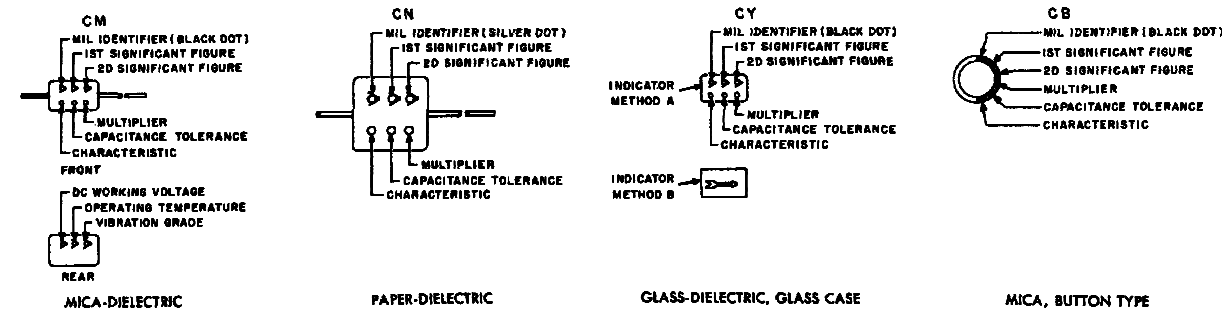 CM
MIL IDENTIFIER (BLACK DOT)
1ST SIGNIFICANT FIGURE
2D SIGNIFICANT FIGURE
MULTIPLIER
CAPACITANCE TOLERANCE
CHARACTERISTIC
FRONT
DC WORKING VOLTAGE
OPERATING TEMPERATURE
VIBRATION GRADE
REAR
MICA-DIELECTRIC
CN
MIL IDENTIFIER (SILVER DOT)
1ST SIGNIFICANT FIGURE
2D SIGNIFICANT FIGURE
MULTIPLIER
CAPACITANCE TOLERANCE
CHARACTERISTIC
PAPER-DIELECTRIC
CY
MIL IDENTIFIER (BLACK DOT)
1ST SIGNIFICANT FIGURE
2D SIGNIFICANT FIGURE
INDICATOR
METHOD A
MULTIPLIER
CAPACITANCE TOLERANCE
CHARACTERISTIC
INDICATOR
METHOD B
GLASS-DIELECTRIC, GLASS CASE
CB
MIL IDENTIFIER (BLACK DOT)
1ST SIGNIFICANT FIGURE
2D SIGNIFICANT FIGURE
MULTIPLIER
CAPACITANCE TOLERANCE
CHARACTERISTIC
MICA, BUTTON TYPE